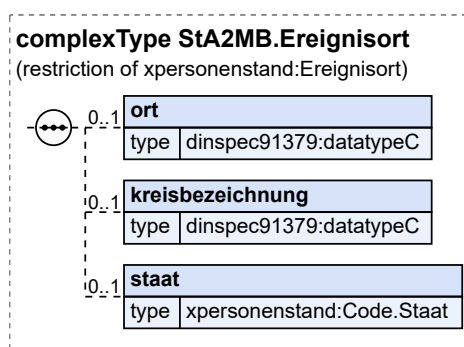 complexType StA2MB.Ereignisort
(restriction of xpersonenstand:Ereignisort)
0..1 ort
type dinspec91379:datatypeC
0..1 kreisbezeichnung
type dinspec91379:datatypeC
0..1 staat
type xpersonenstand:Code.Staat